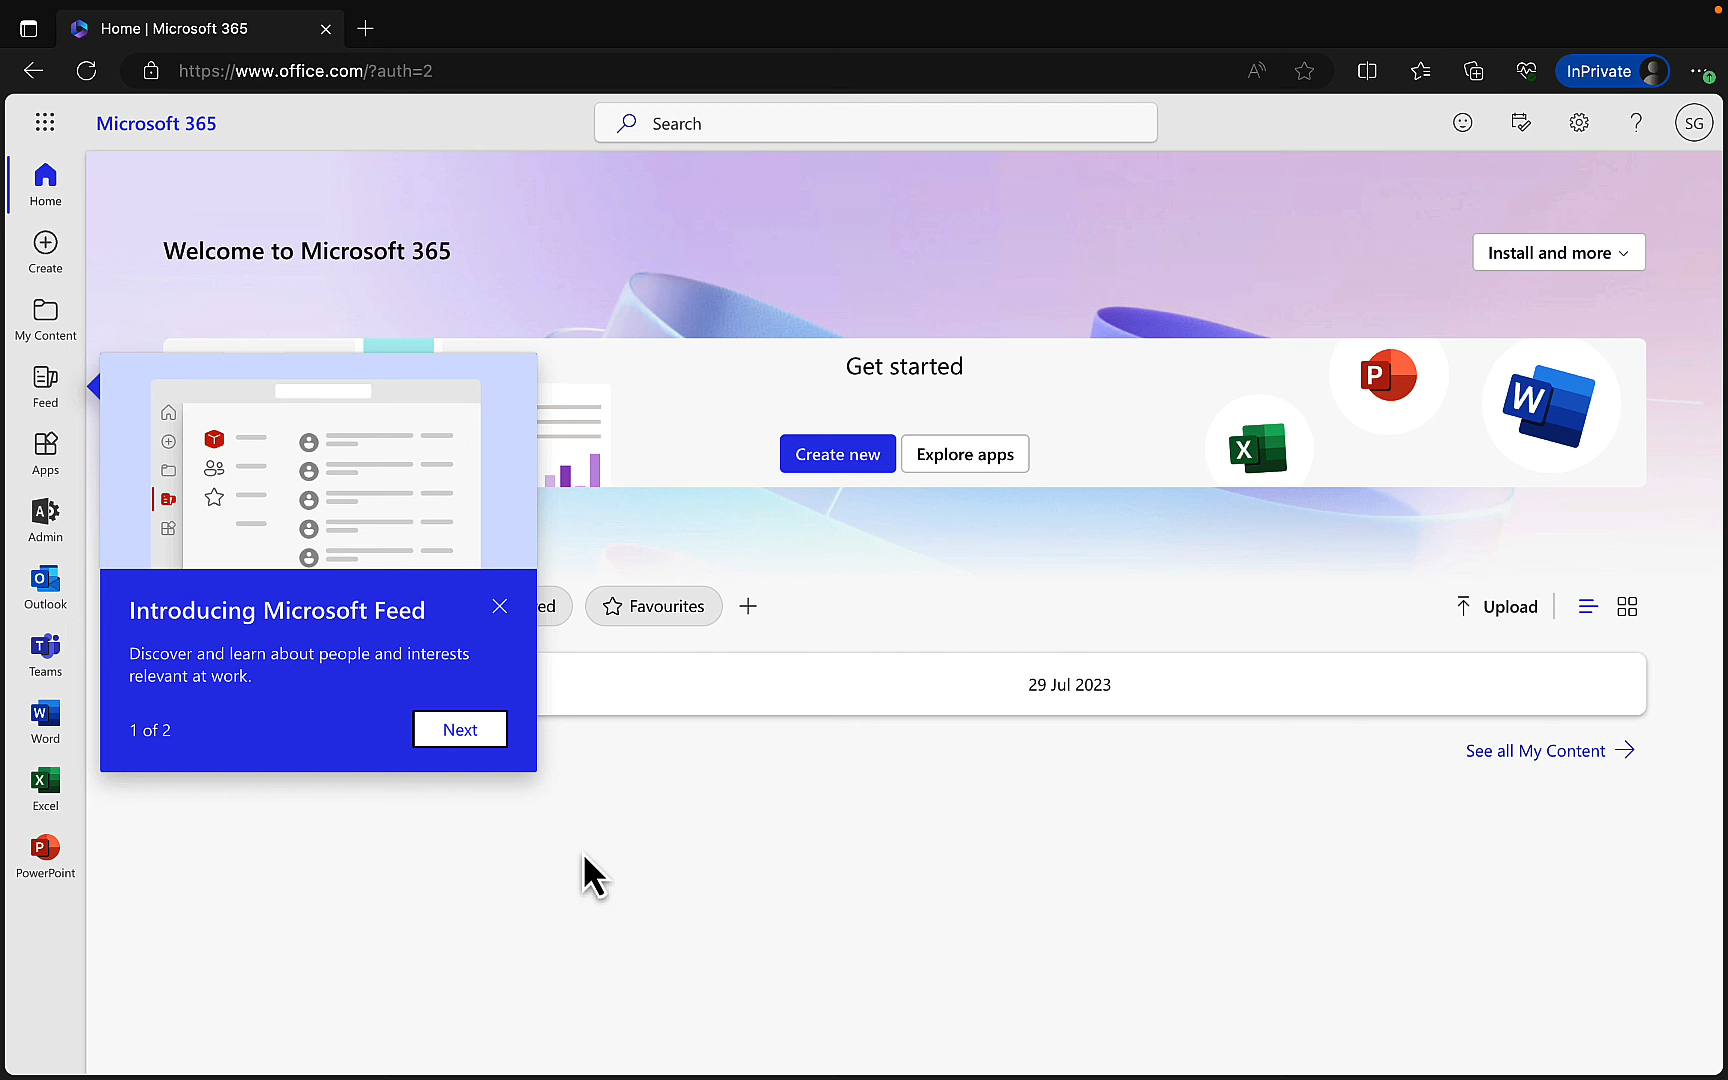 Home | Microsoft 365
https://www.office.com/?auth=2
InPrivate
Microsoft 365
Search
SG
Home
Create
My Content
Feed
Apps
Admin
Outlook
Teams
Word
Excel
PowerPoint
Welcome to Microsoft 365
Install and more
Get started
Create new
Explore apps
Introducing Microsoft Feed
Discover and learn about people and interests
relevant at work.
1 of 2
Next
ed
Favourites
Upload
29 Jul 2023
See all My Content